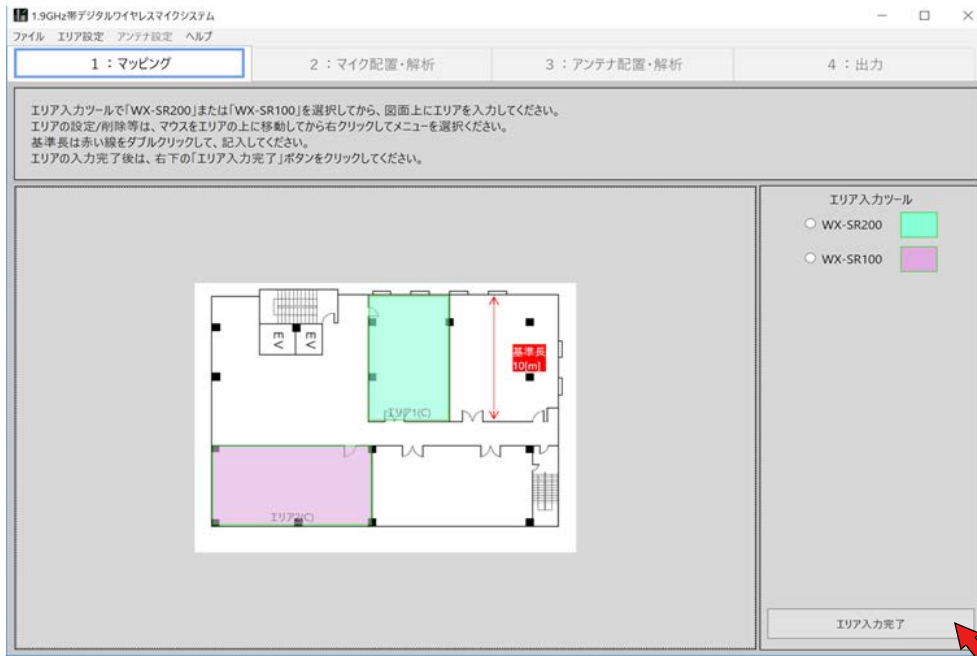 1.9GHz帯デジタルワイヤレスマイクシステム
ファイル エリア設定 アンテナ設定 ヘルプ
1：マッピング 2：マイク配置・解析 3：アンテナ配置・解析 4：出力
エリア入力ツールで「WX-SR200」または「WX-SR100」を選択してから、図面上にエリアを入力してください。
エリアの設定/削除等は、マウスをエリアの上に移動してから右クリックしてメニューを選択ください。
基準長は赤い線をダブルクリックして、記入してください。
エリアの入力完了後は、右下の「エリア入力完了」ボタンをクリックしてください。
エリア入力ツール
WX-SR200
WX-SR100
EV EV
基準長
10[m]
エリア1(C)
エリア2(C)
エリア入力完了